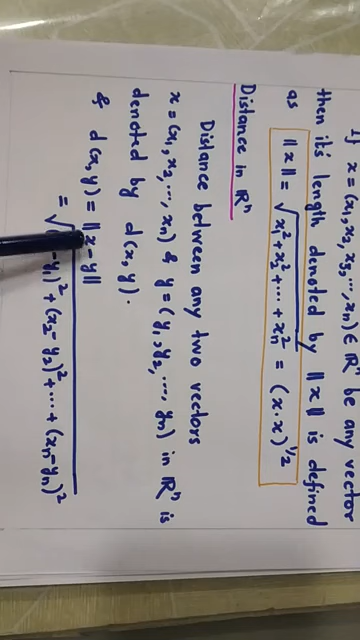 If x = (x₁, x₂, x₃, ..., xₙ) ∈ ℝⁿ be any vector
then its length denoted by ||x|| is defined
as
||x|| = √x₁² + x₂² + ... + xₙ² = (x·x)^1/2
Distance in ℝⁿ
Distance between any two vectors
x = (x₁, x₂, ..., xₙ) & y = (y₁, y₂, ..., yₙ) in ℝⁿ is
denoted by d(x, y).
& d(x, y) = ||x-y||
= √ -y₁)² + (x₂-y₂)² + ... + (xₙ-yₙ)²